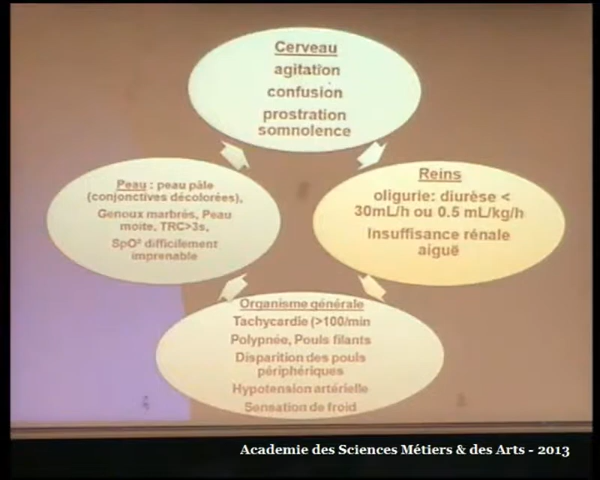 Cerveau
agitation
confusion
prostration
somnolence
Peau : peau pâle
(conjonctives décolorées),
Genoux marbrés, Peau
moite, TRC>3s,
SpO² difficilement
imprenable
Reins
oligurie: diurèse <
30mL/h ou 0.5 mL/kg/h
Insuffisance rénale
aiguë
Organisme générale
Tachycardie (>100/min
Polypnée, Pouls filants
Disparition des pouls
périphériques
Hypotension artérielle
Sensation de froid
Academie des Sciences Métiers & des Arts - 2013